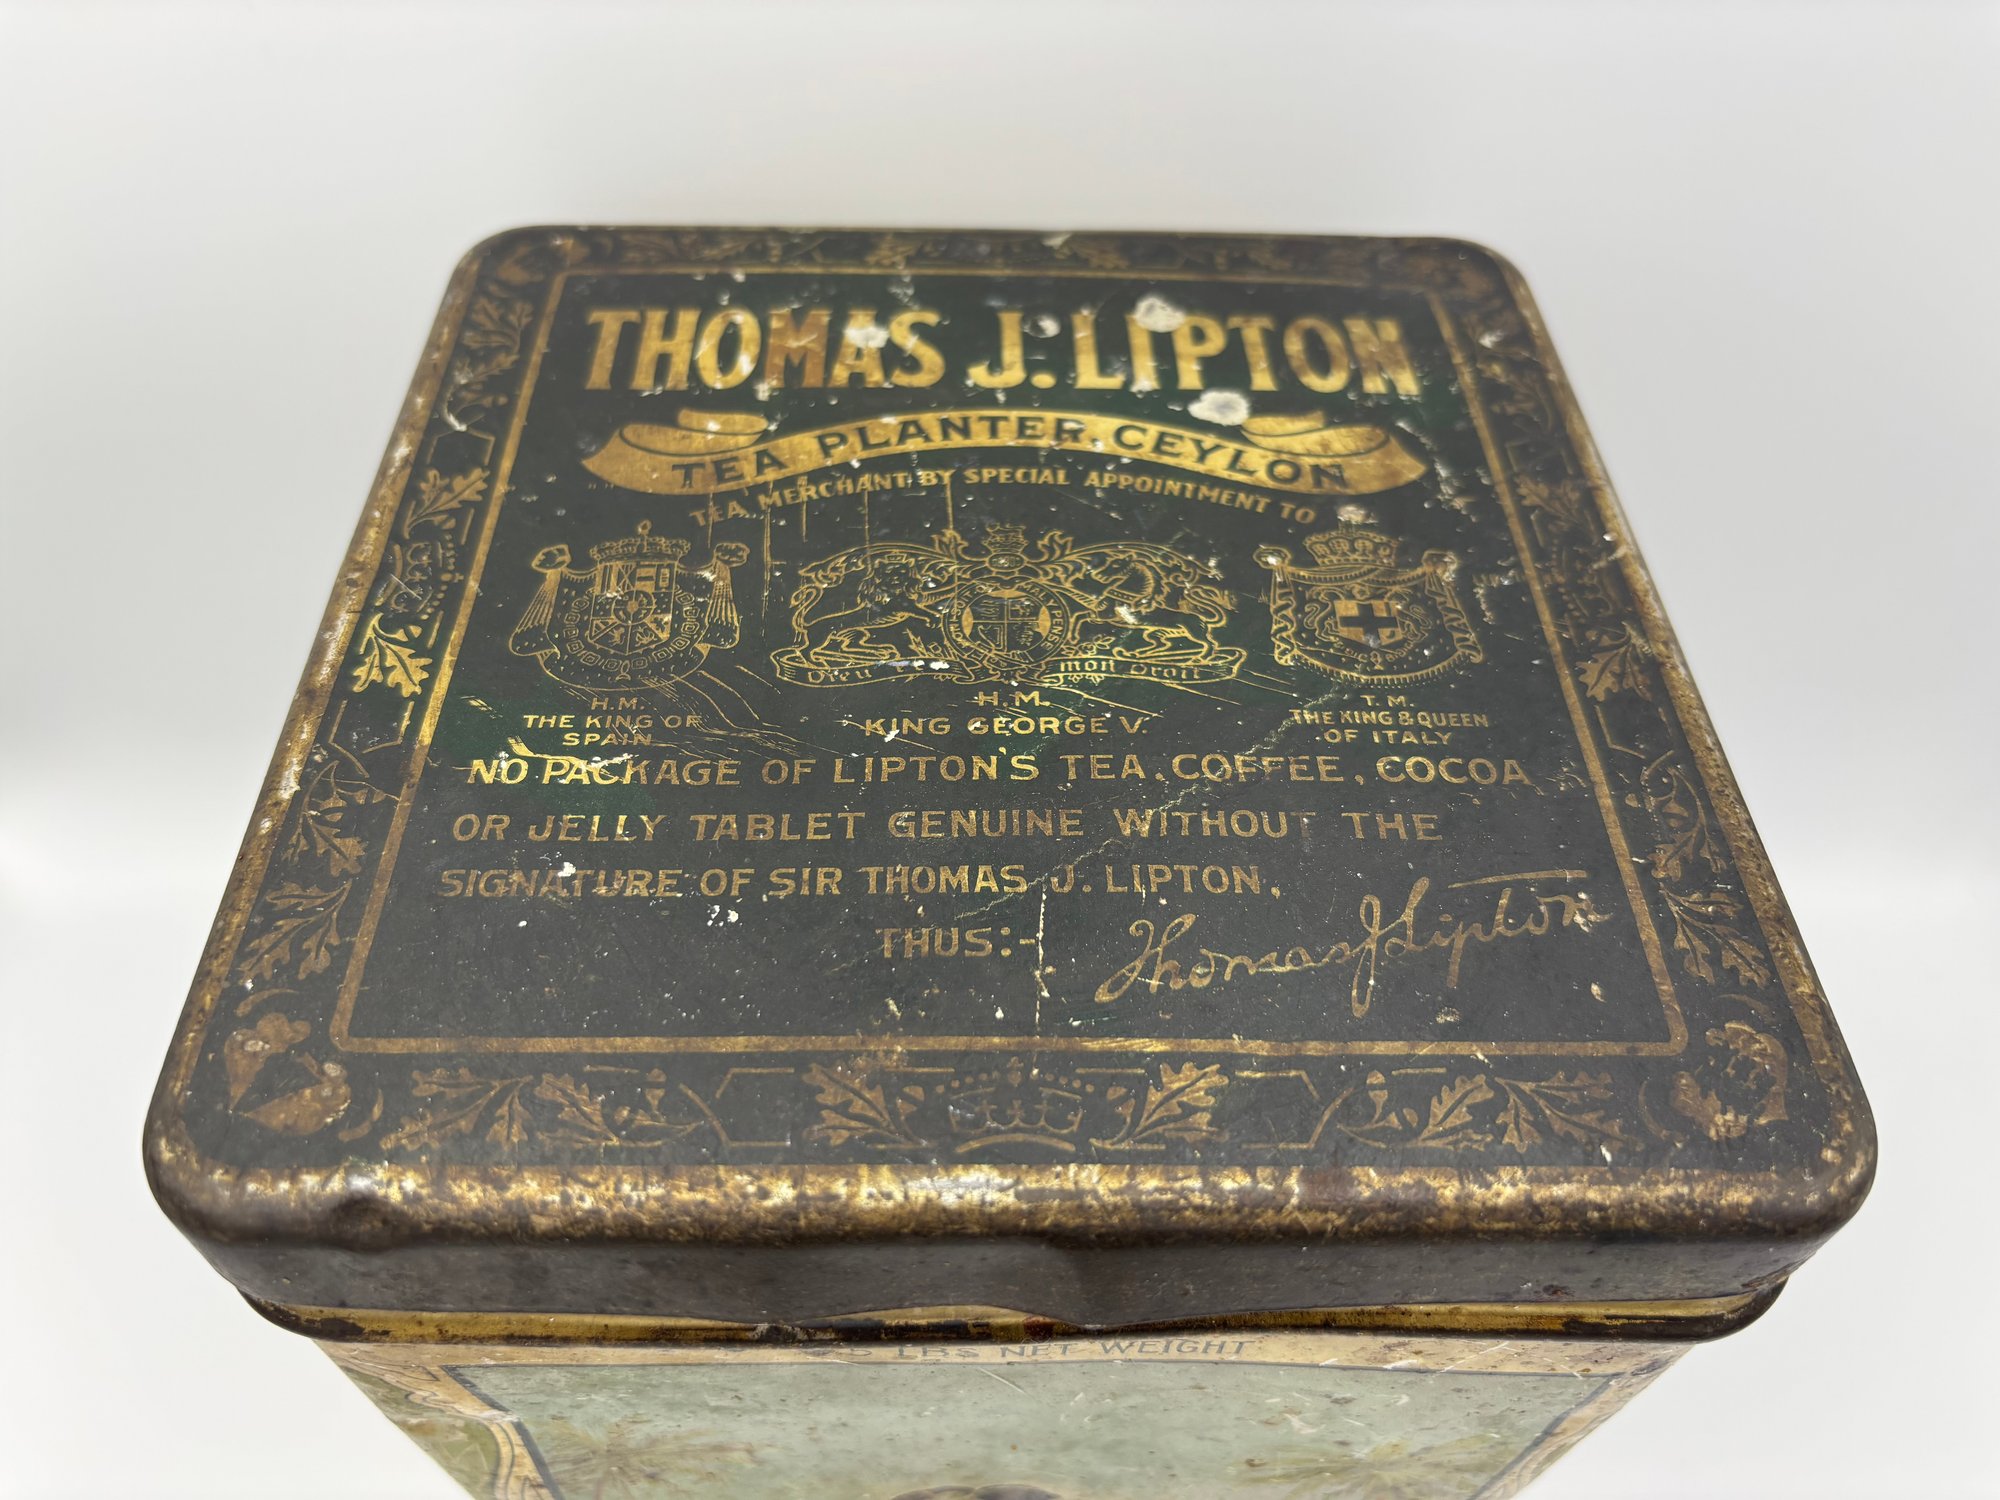 THOMAS J. LIPTON
TEA PLANTER, CEYLON
TEA MERCHANT BY SPECIAL APPOINTMENT TO
Dieu mon Droit
H.M.
THE KING OF
SPAIN
H.M.
KING GEORGE V.
T.M.
THE KING & QUEEN
OF ITALY
NO PACKAGE OF LIPTON'S TEA, COFFEE, COCOA
OR JELLY TABLET GENUINE WITHOUT THE
SIGNATURE OF SIR THOMAS J. LIPTON,
THUS:-
Thomas J Lipton
LBS NET WEIGHT